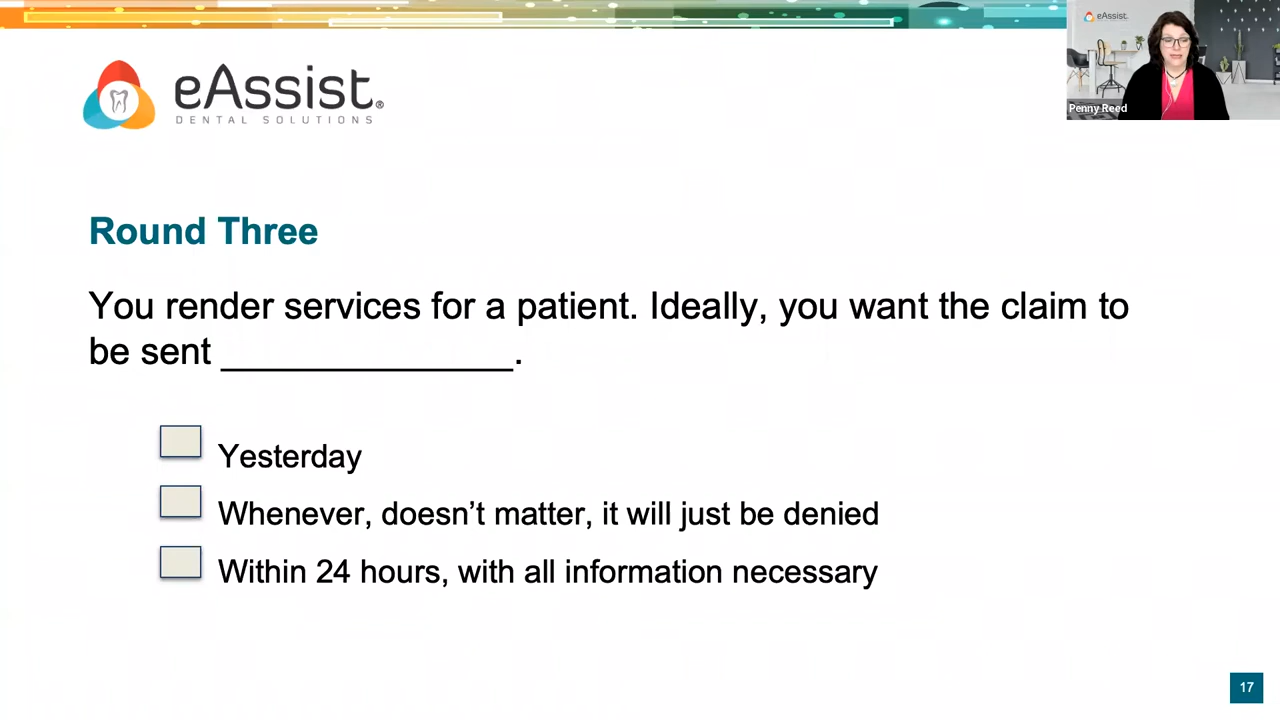 eAssist.
Penny Reed
eAssist®
DENTAL SOLUTIONS
Round Three
You render services for a patient. Ideally, you want the claim to
be sent ______________.
Yesterday
Whenever, doesn’t matter, it will just be denied
Within 24 hours, with all information necessary
17